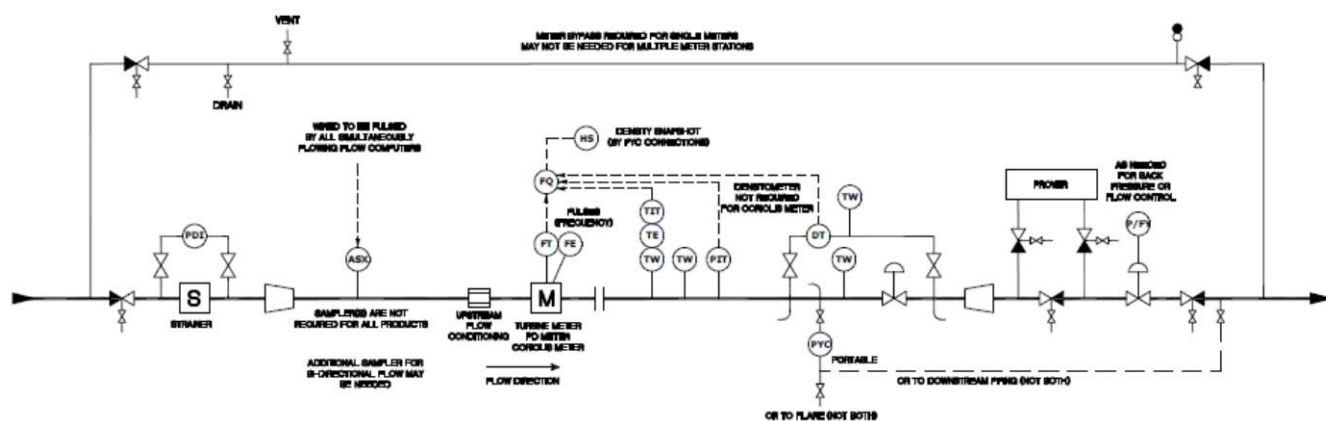 VENT
METER BYPASS REQUIRED FOR SINGLE METERS
MAY NOT BE NEEDED FOR MULTIPLE METER STATIONS
DRAIN
WIRED TO BE PULSED
BY ALL SIMULTANEOUSLY
FLOWING FLOW COMPUTERS
HS
DENSITY SNAPSHOT
(BY PYC CONNECTIONS)
FQ
PULSES
(FREQUENCY)
DENSITOMETER
NOT REQUIRED
FOR CORIOLIS METER
TW
PROVER
AS NEEDED
FOR BACK
PRESSURE OR
FLOW CONTROL
TIT
PDI
ASX
FT
FE
TE
DT
TW
TW
PIT
TW
S
STRAINER
M
SAMPLER(S) ARE NOT
REQUIRED FOR ALL PRODUCTS
UPSTREAM
FLOW
CONDITIONING
TURBINE METER
PD METER
CORIOLIS METER
ADDITIONAL SAMPLER FOR
BI-DIRECTIONAL FLOW MAY
BE NEEDED
FLOW DIRECTION
PYC
PORTABLE
OR TO DOWNSTREAM PIPING (NOT BOTH)
OR TO FLARE (NOT BOTH)